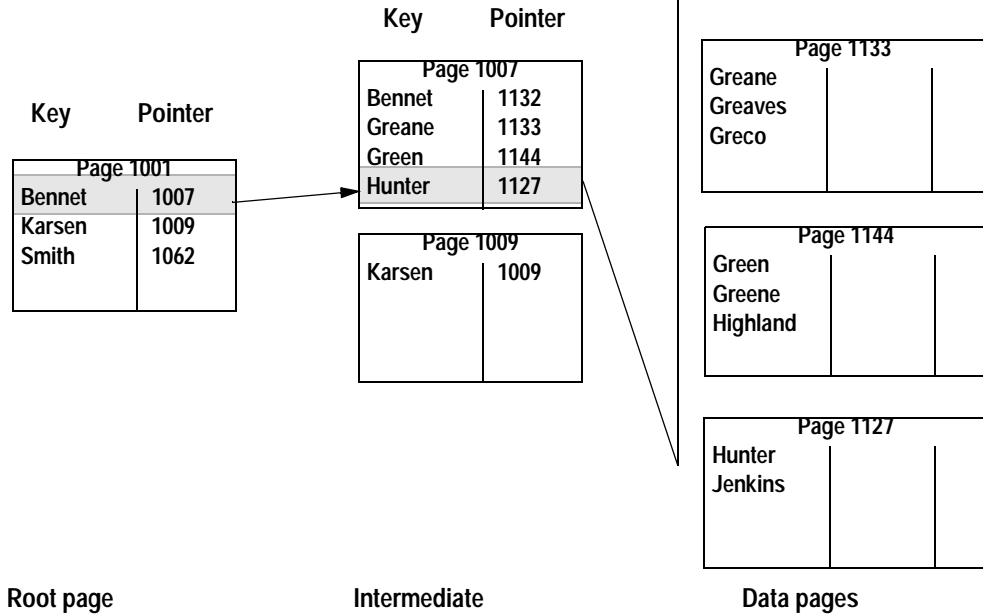 Key Pointer
Page 1001
Bennet 1007
Karsen 1009
Smith 1062
Root page
Key Pointer
Page 1007
Bennet 1132
Greane 1133
Green 1144
Hunter 1127
Page 1009
Karsen 1009
Intermediate
Page 1133
Greane
Greaves
Greco
Page 1144
Green
Greene
Highland
Page 1127
Hunter
Jenkins
Data pages